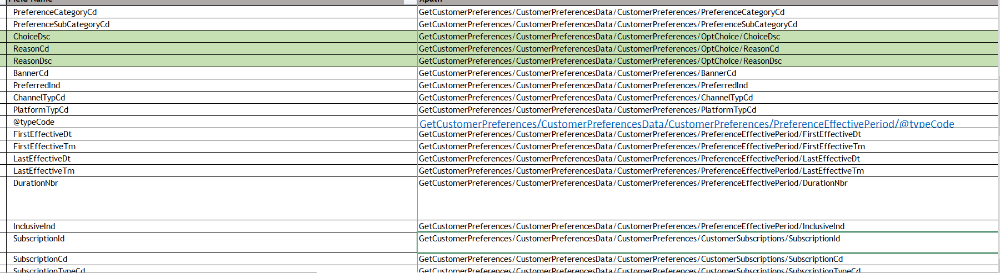 Field Name Xpath
PreferenceCategoryCd GetCustomerPreferences/CustomerPreferencesData/CustomerPreferences/PreferenceCategoryCd
PreferenceSubCategoryCd GetCustomerPreferences/CustomerPreferencesData/CustomerPreferences/PreferenceSubCategoryCd
ChoiceDsc GetCustomerPreferences/CustomerPreferencesData/CustomerPreferences/OptChoice/ChoiceDsc
ReasonCd GetCustomerPreferences/CustomerPreferencesData/CustomerPreferences/OptChoice/ReasonCd
ReasonDsc GetCustomerPreferences/CustomerPreferencesData/CustomerPreferences/OptChoice/ReasonDsc
BannerCd GetCustomerPreferences/CustomerPreferencesData/CustomerPreferences/BannerCd
PreferredInd GetCustomerPreferences/CustomerPreferencesData/CustomerPreferences/PreferredInd
ChannelTypCd GetCustomerPreferences/CustomerPreferencesData/CustomerPreferences/ChannelTypCd
PlatformTypCd GetCustomerPreferences/CustomerPreferencesData/CustomerPreferences/PlatformTypCd
@typeCode GetCustomerPreferences/CustomerPreferencesData/CustomerPreferences/PreferenceEffectivePeriod/@typeCode
FirstEffectiveDt GetCustomerPreferences/CustomerPreferencesData/CustomerPreferences/PreferenceEffectivePeriod/FirstEffectiveDt
FirstEffectiveTm GetCustomerPreferences/CustomerPreferencesData/CustomerPreferences/PreferenceEffectivePeriod/FirstEffectiveTm
LastEffectiveDt GetCustomerPreferences/CustomerPreferencesData/CustomerPreferences/PreferenceEffectivePeriod/LastEffectiveDt
LastEffectiveTm GetCustomerPreferences/CustomerPreferencesData/CustomerPreferences/PreferenceEffectivePeriod/LastEffectiveTm
DurationNbr GetCustomerPreferences/CustomerPreferencesData/CustomerPreferences/PreferenceEffectivePeriod/DurationNbr
InclusiveInd GetCustomerPreferences/CustomerPreferencesData/CustomerPreferences/PreferenceEffectivePeriod/InclusiveInd
SubscriptionId GetCustomerPreferences/CustomerPreferencesData/CustomerPreferences/CustomerSubscriptions/SubscriptionId
SubscriptionCd GetCustomerPreferences/CustomerPreferencesData/CustomerPreferences/CustomerSubscriptions/SubscriptionCd
SubscriptionTypeCd GetCustomerPreferences/CustomerPreferencesData/CustomerPreferences/CustomerSubscriptions/SubscriptionTypeCd